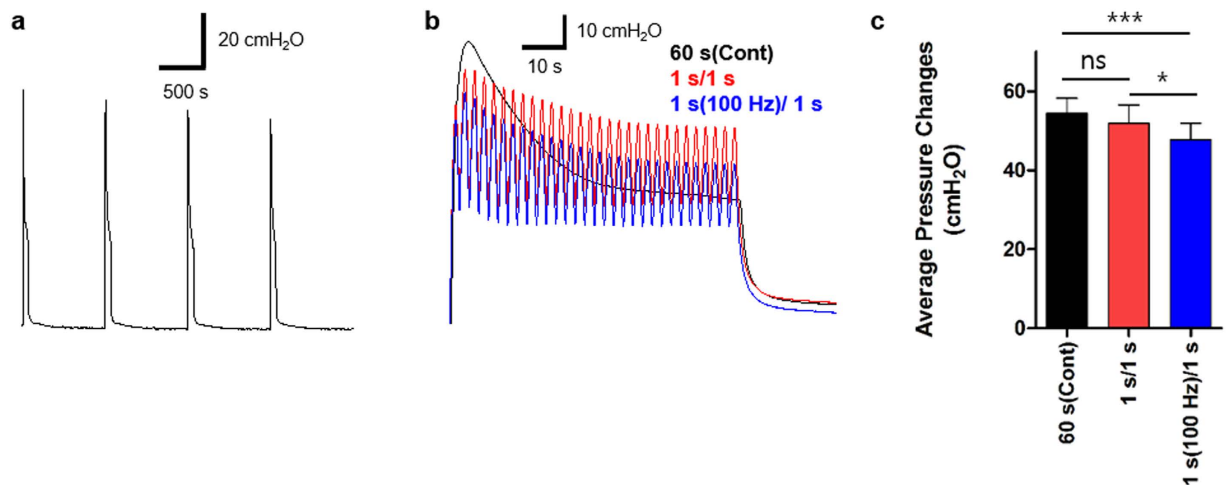 a
20 cmH₂O
500 s
b
10 cmH₂O
10 s
60 s(Cont)
1 s/1 s
1 s(100 Hz)/ 1 s
c
***
ns
*
Average Pressure Changes
(cmH₂O)
60
40
20
0
60 s(Cont)
1 s/1 s
1 s(100 Hz)/1 s